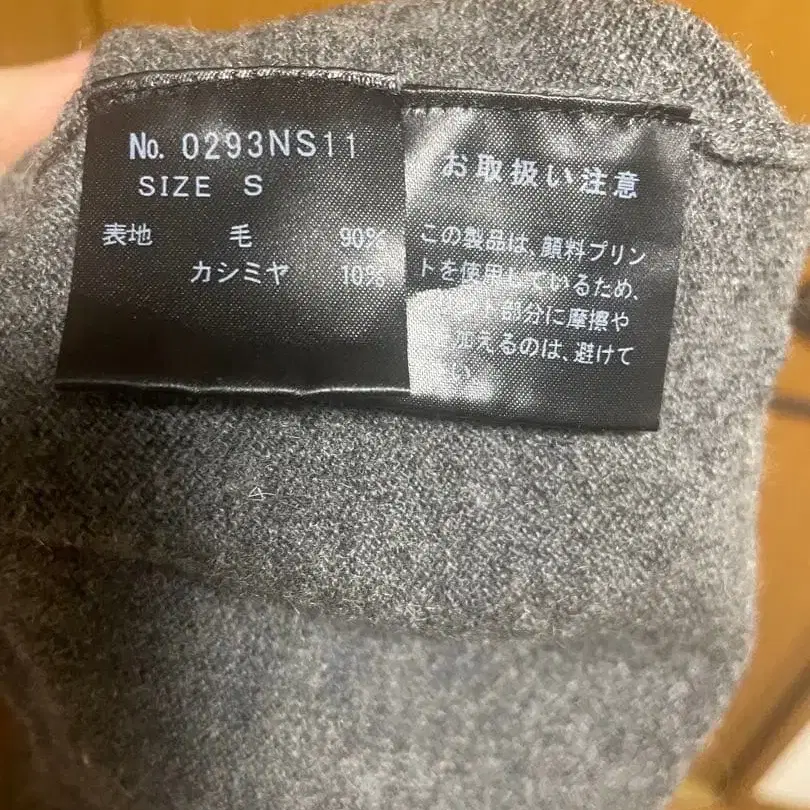 No. 0293NS11
SIZE S
表地 毛 90%
カシミヤ 10%
お取扱い注意
この製品は、顔料プリン
トを使用しているため、
部分に摩擦や
加えるのは、避けて